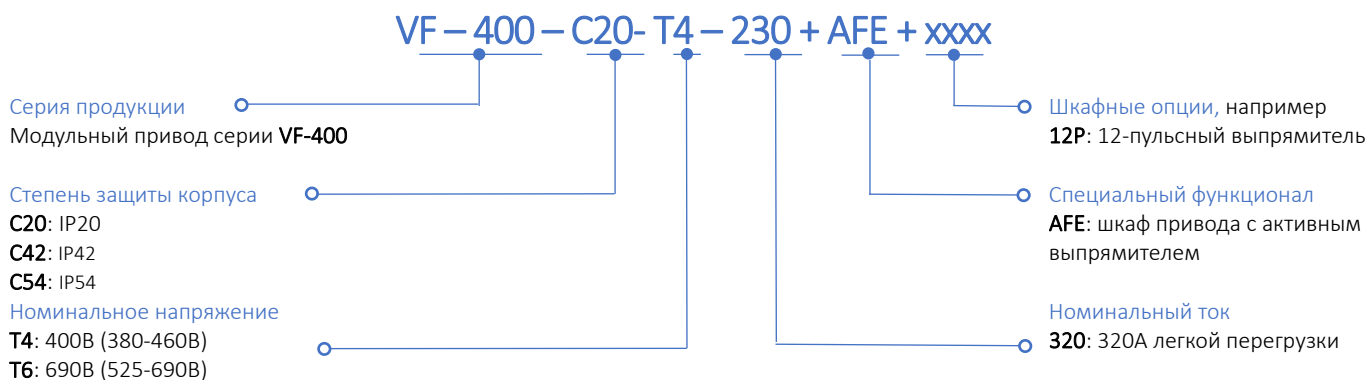 VF – 400 – C20- T4 – 230 + AFE + xxxx
Серия продукции
Модульный привод серии VF-400
Степень защиты корпуса
C20: IP20
C42: IP42
C54: IP54
Номинальное напряжение
T4: 400В (380-460В)
T6: 690В (525-690В)
Шкафные опции, например
12P: 12-пульсный выпрямитель
Специальный функционал
AFE: шкаф привода с активным
выпрямителем
Номинальный ток
320: 320А легкой перегрузки